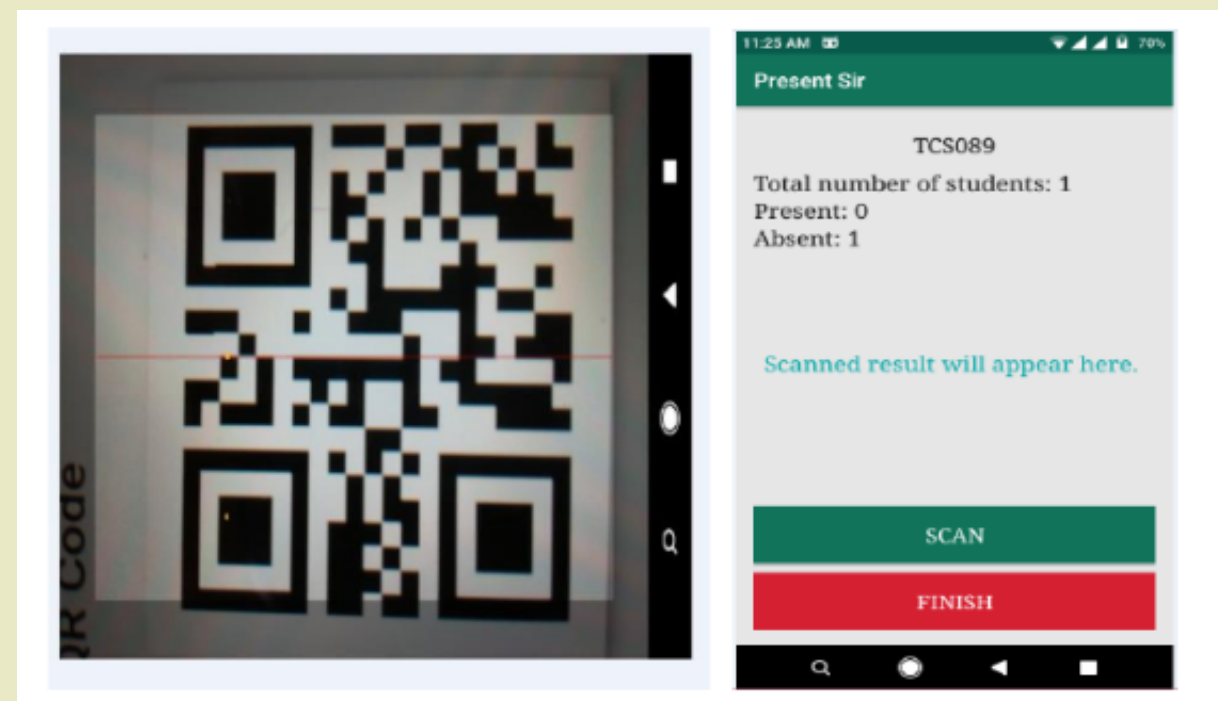 QR Code
11:25 AM 70%
Present Sir
TCS089
Total number of students: 1
Present: 0
Absent: 1
Scanned result will appear here.
SCAN
FINISH